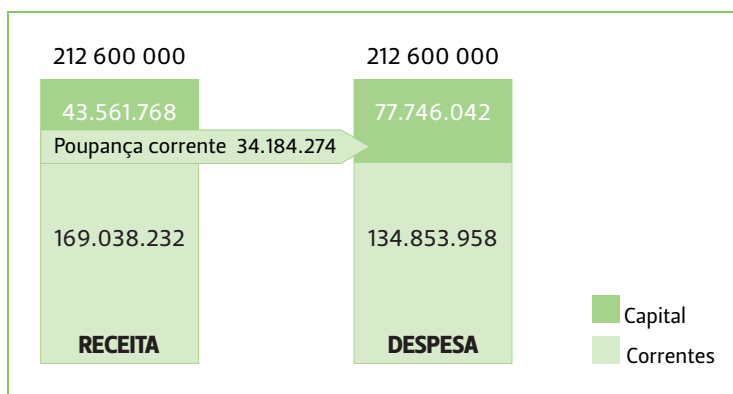 212 600 000 212 600 000
43.561.768 77.746.042
Poupança corrente 34.184.274
169.038.232 134.853.958
RECEITA DESPESA
Capital
Correntes